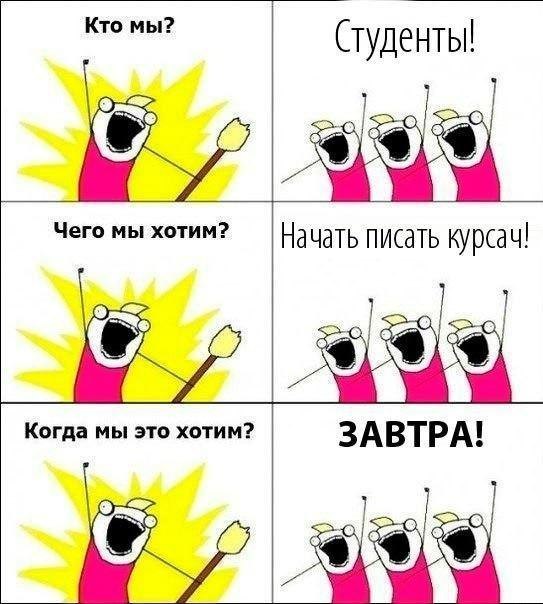 Кто мы?
Студенты!
Чего мы хотим?
Начать писать курсач!
Когда мы это хотим?
ЗАВТРА!